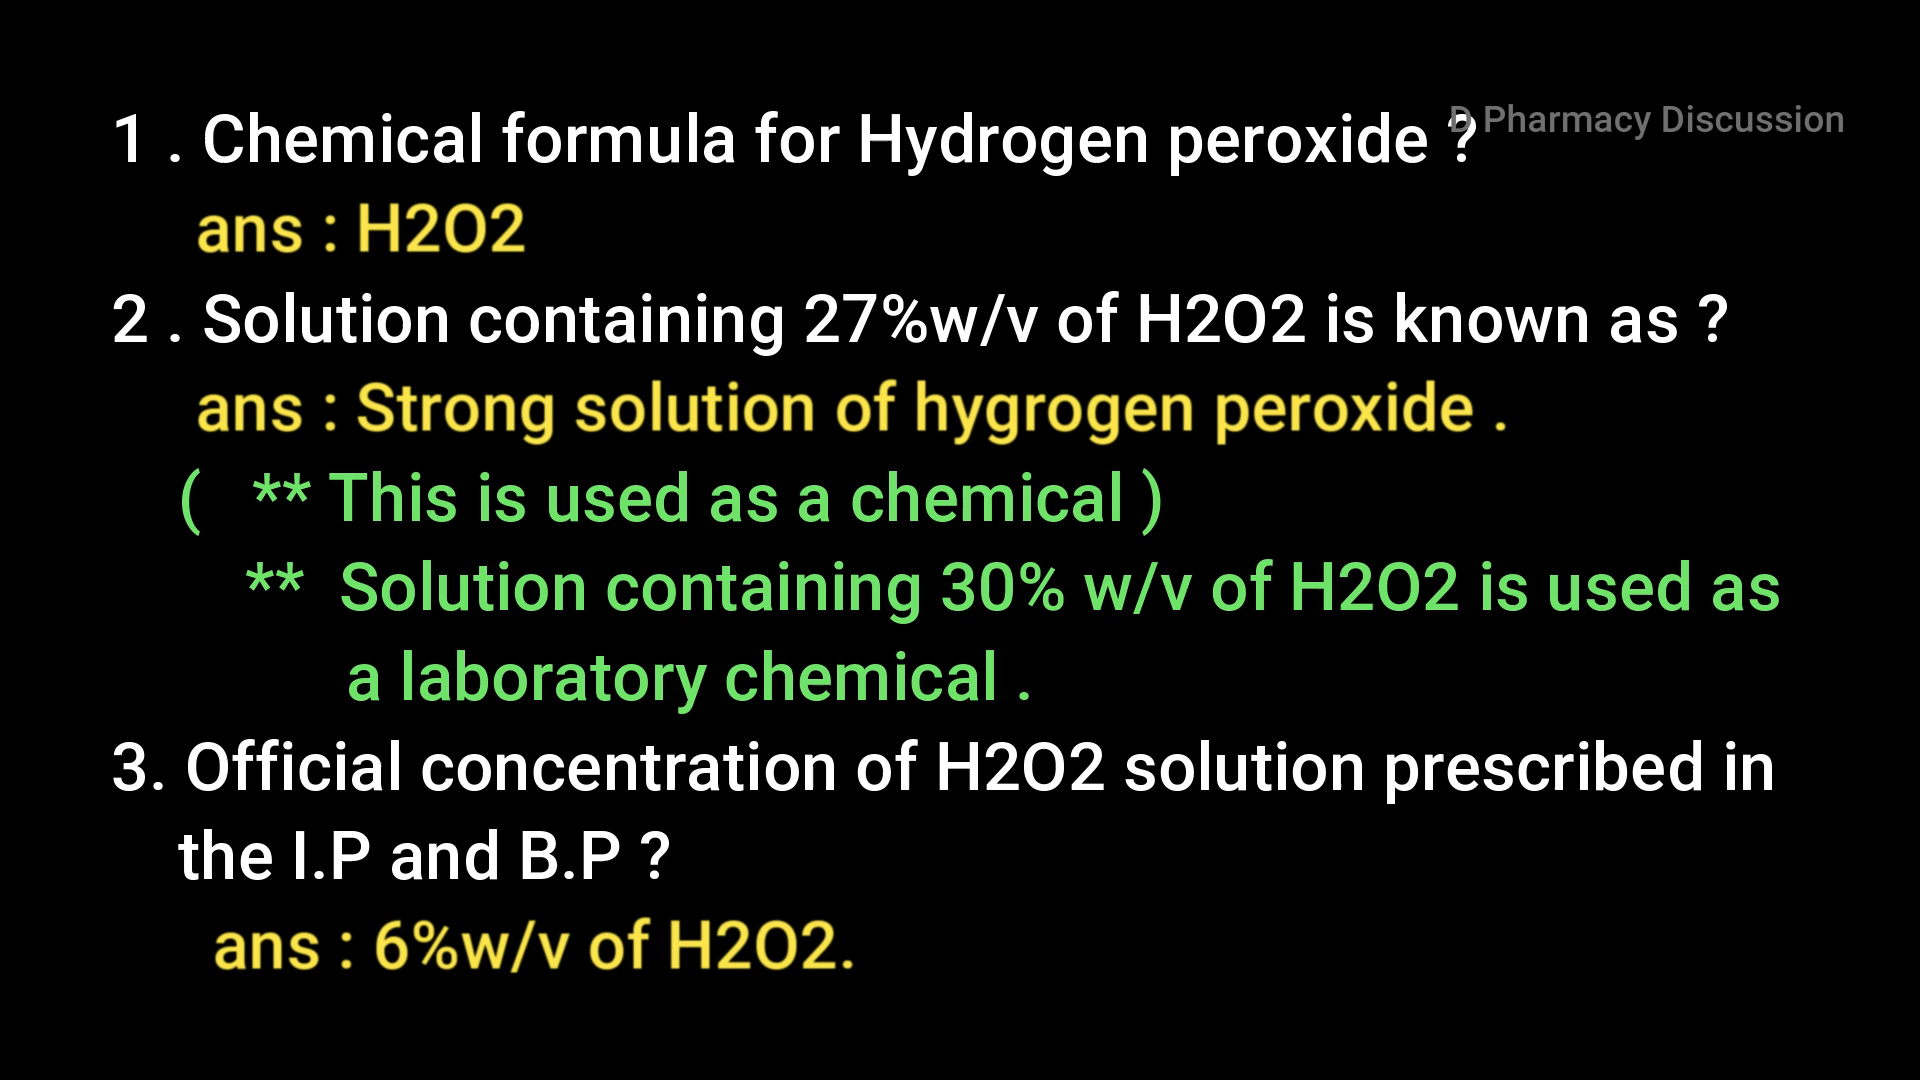 D Pharmacy Discussion
1 . Chemical formula for Hydrogen peroxide ?
ans : H2O2
2 . Solution containing 27%w/v of H2O2 is known as ?
ans : Strong solution of hygrogen peroxide .
( ** This is used as a chemical )
** Solution containing 30% w/v of H2O2 is used as
a laboratory chemical .
3. Official concentration of H2O2 solution prescribed in
the I.P and B.P ?
ans : 6%w/v of H2O2.